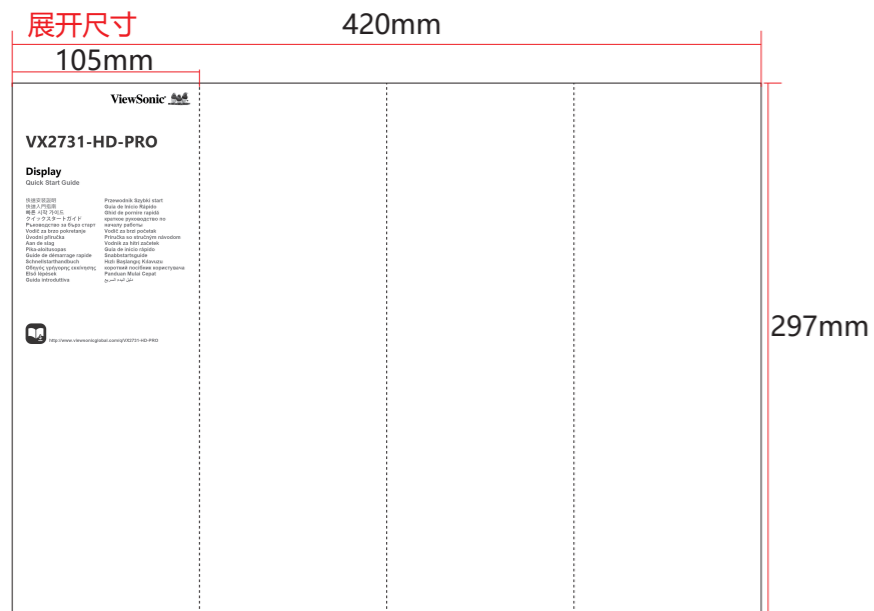 展开尺寸
420mm
105mm
ViewSonic
VX2731-HD-PRO
Display
Quick Start Guide
快速安裝說明
快速入門指南
빠른 시작 가이드
クイックスタートガイド
Ръководство за бърз старт
Vodič za brzo pokretanje
Úvodní příručka
Aan de slag
Pika-aloitusopas
Guide de démarrage rapide
Schnellstarthandbuch
Οδηγός γρήγορης εκκίνησης
Első lépések
Guida introduttiva
Przewodnik Szybki start
Guia de Início Rápido
Ghid de pornire rapidă
краткое руководство по
началу работы
Vodič za brzi početak
Príručka so stručným návodom
Vodnik za hitri začetek
Guía de inicio rápido
Snabbstartsguide
Hızlı Başlangıç Kılavuzu
короткий посібник користувача
Panduan Mulai Cepat
دليل البدء السريع
http://www.viewsonicglobal.com/q/VX2731-HD-PRO
297mm